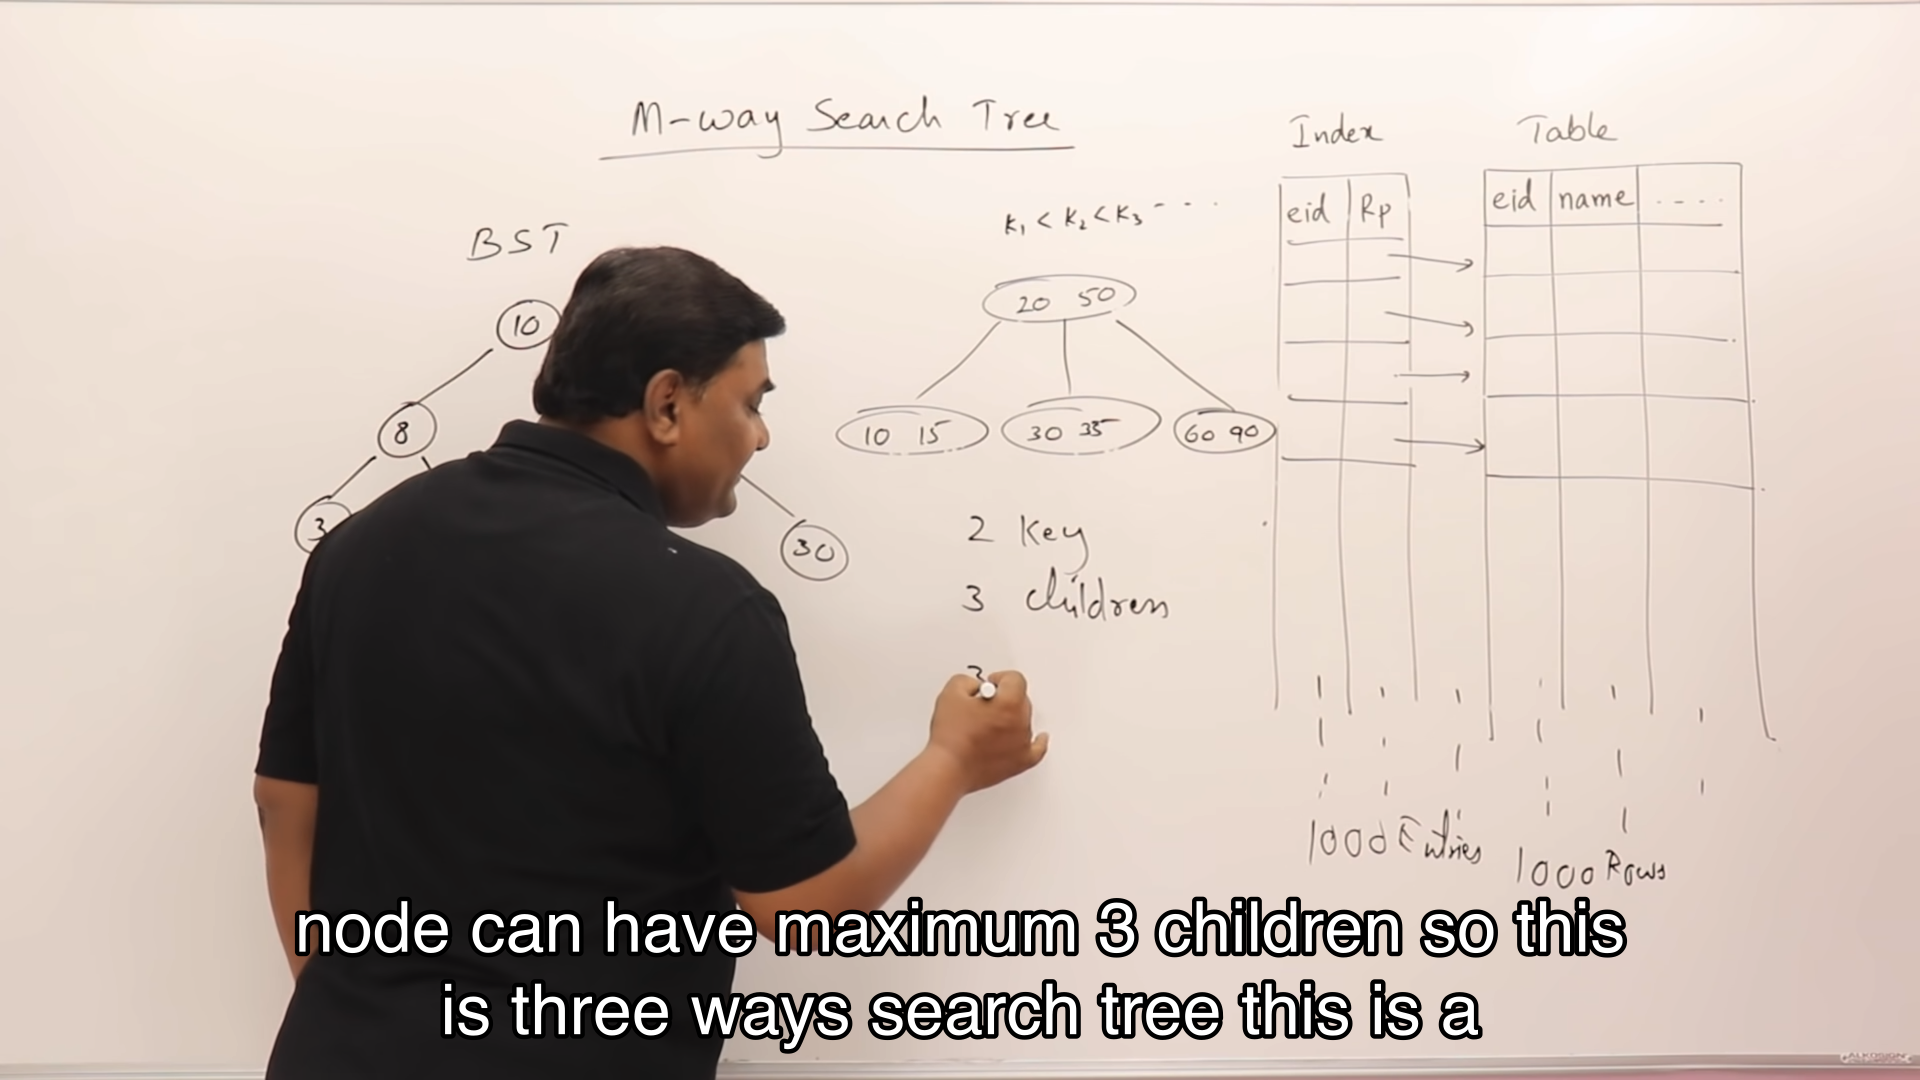 M-way Search Tree
BST
10
8
3
30
K₁ < K₂ < K₃ - - -
20 50
10 15
30 35
60 90
2 Key
3 children
3
Index
eid Rp
1000 Entries
Table
eid name ....
1000 Rows
node can have maximum 3 children so this
is three ways search tree this is a